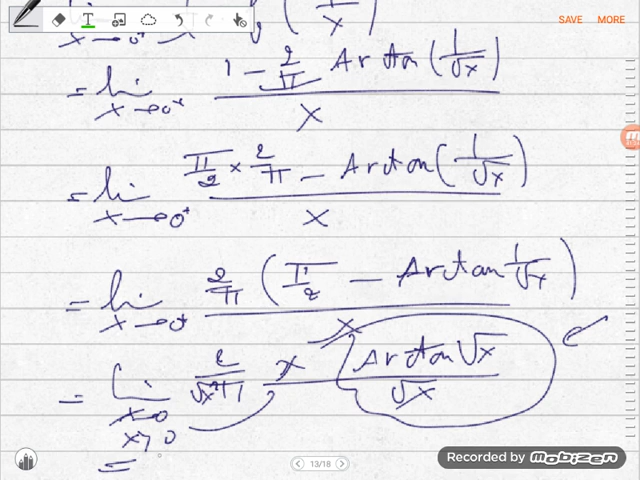 SAVE MORE
= lim x→0⁺ (1 - 2/π Arctan(1/√x)) / x
= lim x→0⁺ (π/2 × 2/π - Arctan(1/√x)) / x
= lim x→0⁺ 2/π (π/2 - Arctan 1/√x) / x
= lim x→0 x>0 × Arctan √x / √x
=
13/18
Recorded by mobizen